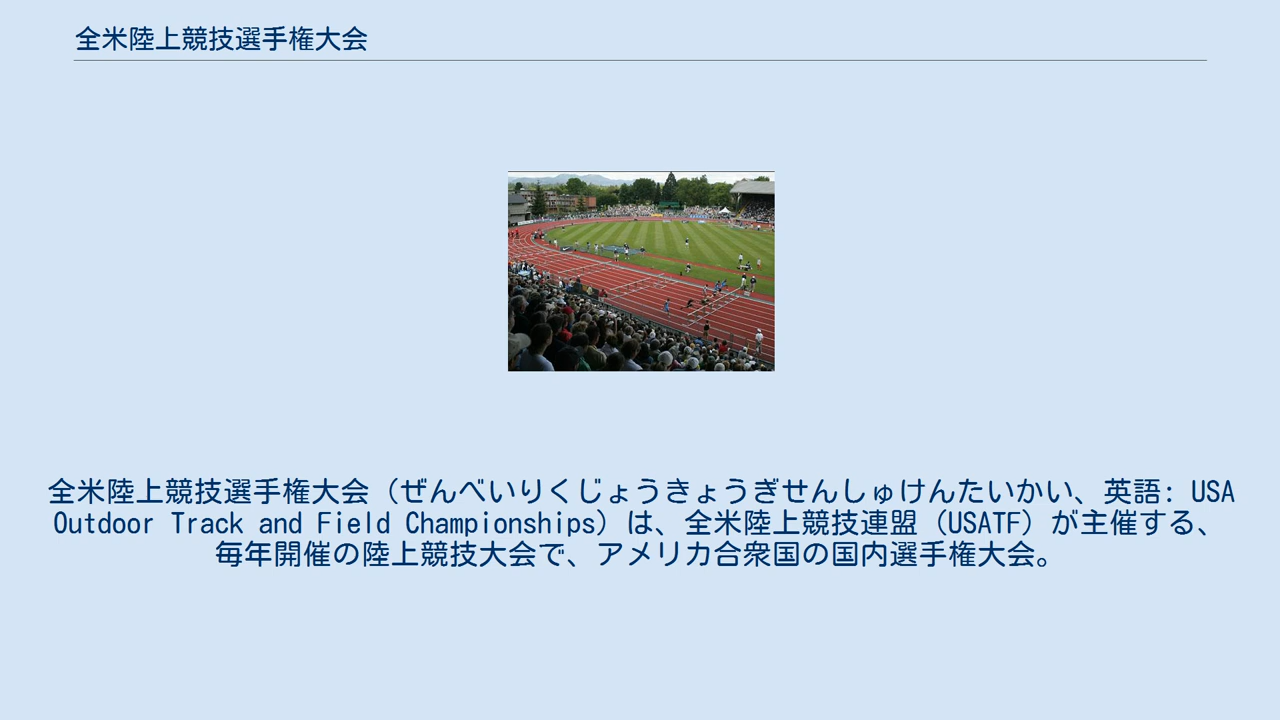 全米陸上競技選手権大会
全米陸上競技選手権大会（ぜんべいりくじょうきょうぎせんしゅけんたいかい、英語: USA
Outdoor Track and Field Championships）は、全米陸上競技連盟（USATF）が主催する、
毎年開催の陸上競技大会で、アメリカ合衆国の国内選手権大会。